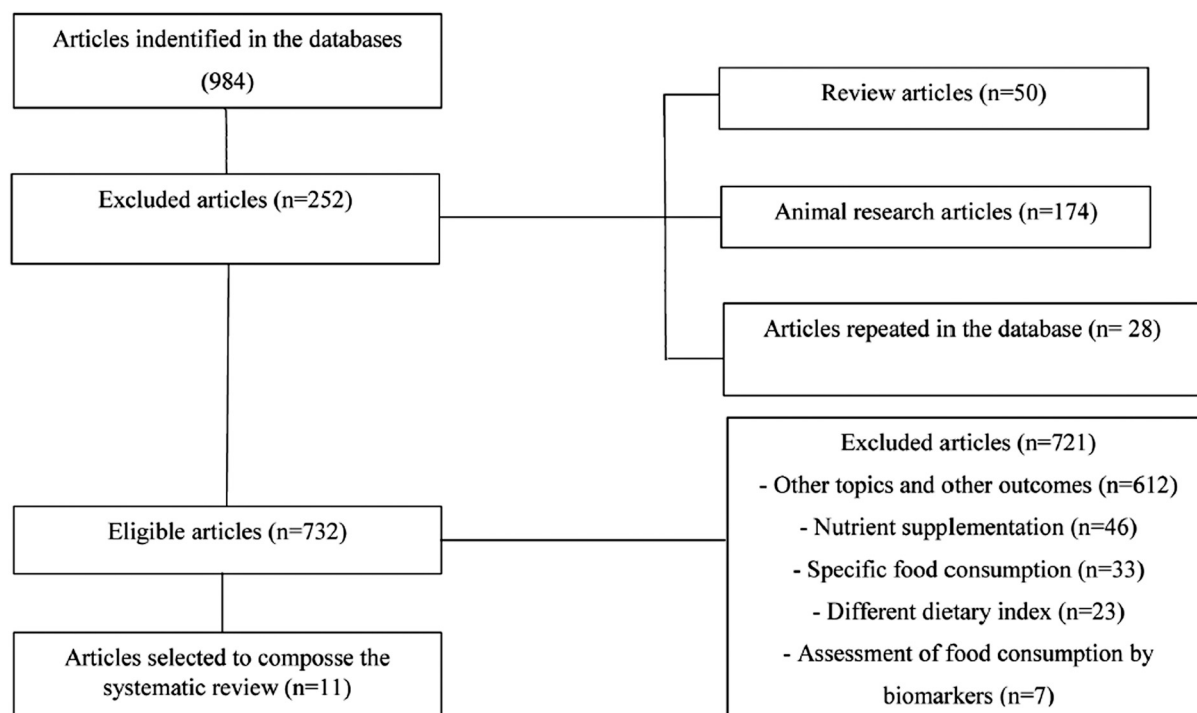 Articles indentified in the databases
(984)
Review articles (n=50)
Excluded articles (n=252)
Animal research articles (n=174)
Articles repeated in the database (n= 28)
Excluded articles (n=721)
- Other topics and other outcomes (n=612)
- Nutrient supplementation (n=46)
- Specific food consumption (n=33)
- Different dietary index (n=23)
- Assessment of food consumption by
biomarkers (n=7)
Eligible articles (n=732)
Articles selected to composse the
systematic review (n=11)